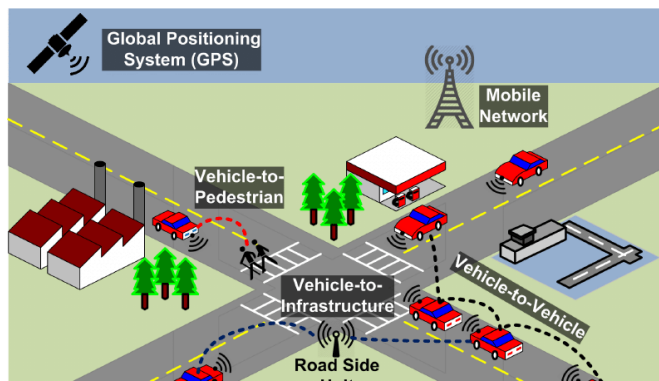 Global Positioning
System (GPS)
Mobile
Network
Vehicle-to-
Pedestrian
Vehicle-to-
Infrastructure
Vehicle-to-Vehicle
Road Side